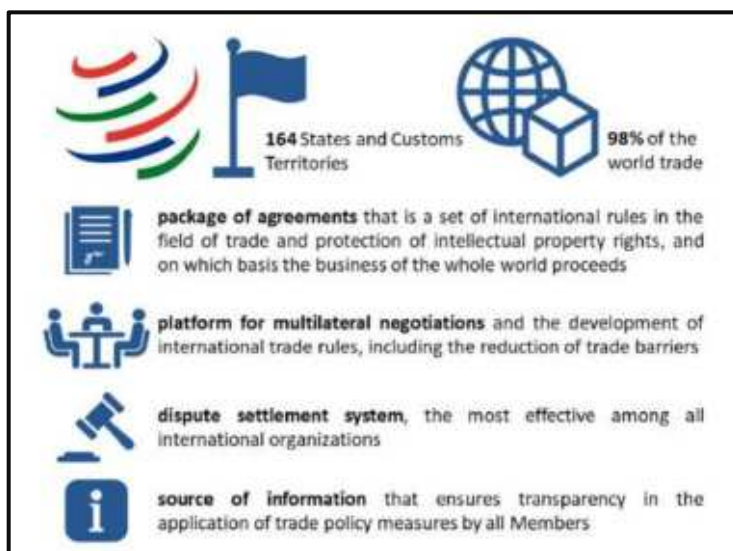 164 States and Customs
Territories
98% of the
world trade
package of agreements that is a set of international rules in the
field of trade and protection of intellectual property rights, and
on which basis the business of the whole world proceeds
platform for multilateral negotiations and the development of
international trade rules, including the reduction of trade barriers
dispute settlement system, the most effective among all
international organizations
source of information that ensures transparency in the
application of trade policy measures by all Members